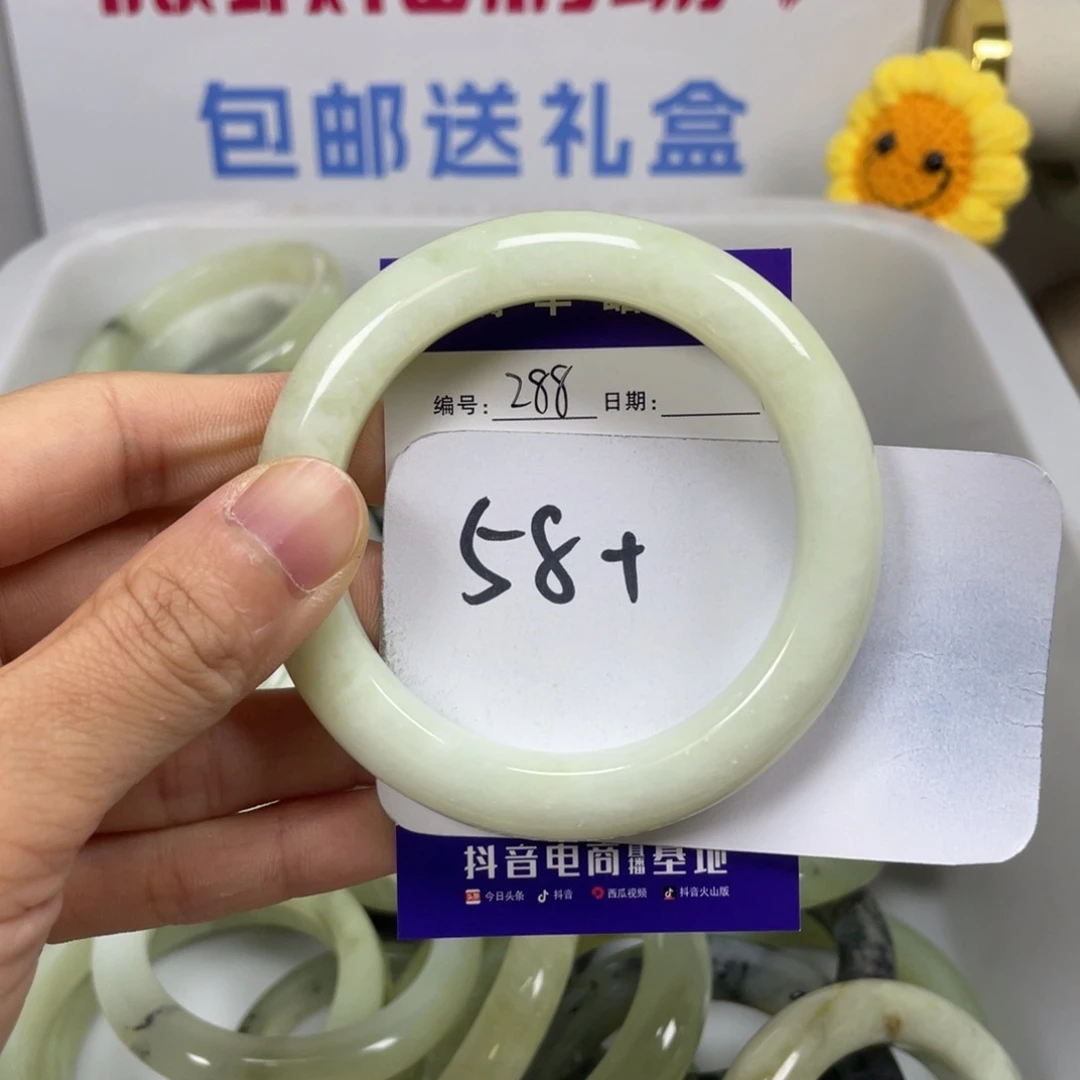 包邮送礼盒
编号: 288 日期:
58+
抖音电商直播基地
今日头条 抖音 西瓜视频 抖音火山版